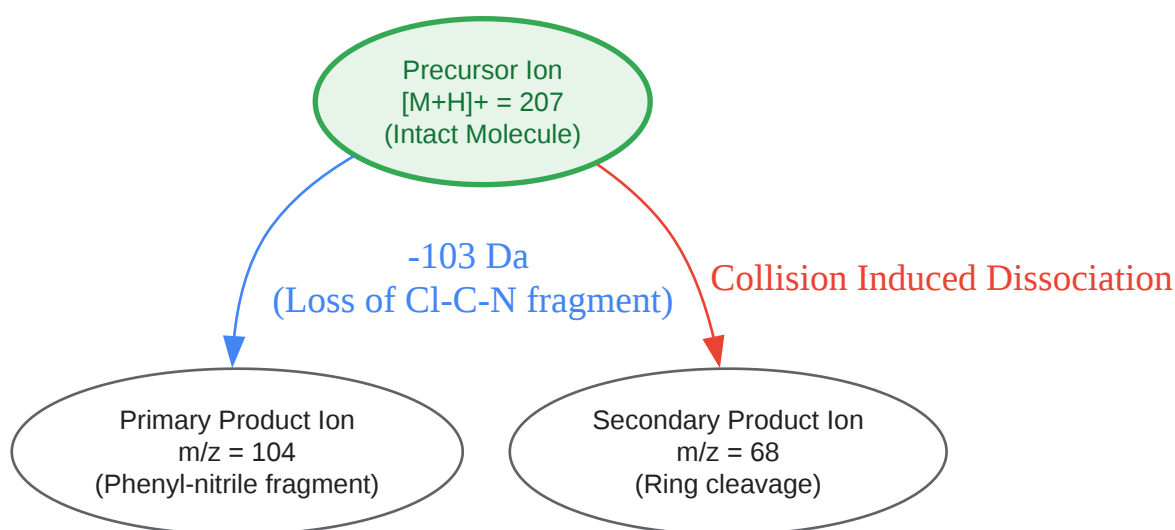 Precursor Ion
[M+H]+ = 207
(Intact Molecule)
-103 Da
(Loss of Cl-C-N fragment)
Collision Induced Dissociation
Primary Product Ion
m/z = 104
(Phenyl-nitrile fragment)
Secondary Product Ion
m/z = 68
(Ring cleavage)